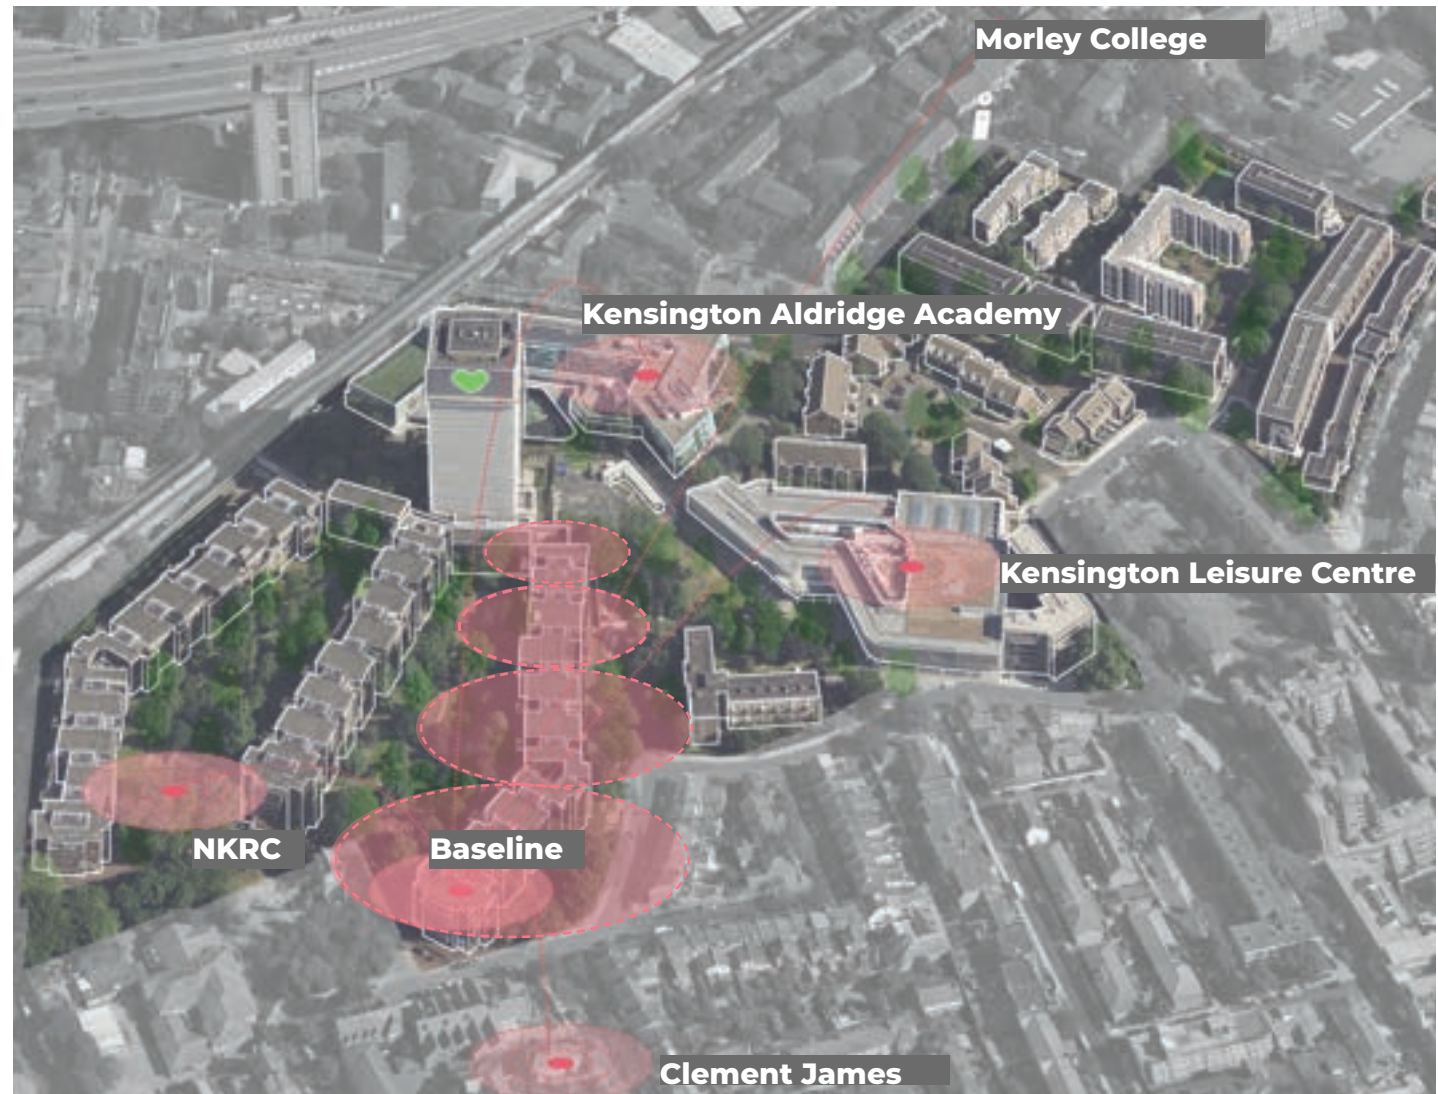 Morley College
Kensington Aldridge Academy
Kensington Leisure Centre
NKRC
Baseline
Clement James